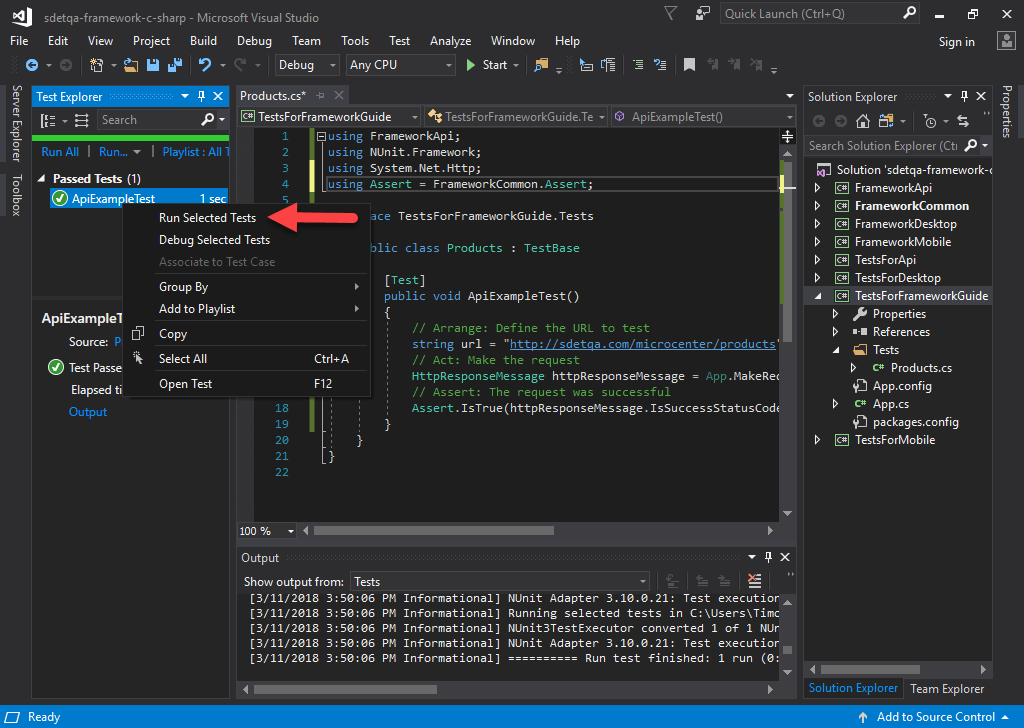 sdetqa-framework-c-sharp - Microsoft Visual Studio
Quick Launch (Ctrl+Q)
File Edit View Project Build Debug Team Tools Test Analyze Window Help
Sign in
Debug Any CPU Start
Server Explorer
Toolbox
Test Explorer
Search
Run All | Run... | Playlist : All T
Passed Tests (1)
ApiExampleTest 1 sec
Run Selected Tests
Debug Selected Tests
Associate to Test Case
Group By
Add to Playlist
Copy
Select All Ctrl+A
Open Test F12
ApiExampleT
Source: P
Test Passe
Elapsed ti
Output
Products.cs*
TestsForFrameworkGuide TestsForFrameworkGuide.Te ApiExampleTest()
1 using FrameworkApi;
2 using NUnit.Framework;
3 using System.Net.Http;
4 using Assert = FrameworkCommon.Assert;
5
ace TestsForFrameworkGuide.Tests
blic class Products : TestBase
[Test]
public void ApiExampleTest()
{
// Arrange: Define the URL to test
string url = "http://sdetqa.com/microcenter/products"
// Act: Make the request
HttpResponseMessage httpResponseMessage = App.MakeRec
// Assert: The request was successful
18 Assert.IsTrue(httpResponseMessage.IsSuccessStatusCode
19 }
20 }
21 }
22
100 %
Output
Show output from: Tests
[3/11/2018 3:50:06 PM Informational] NUnit Adapter 3.10.0.21: Test execution
[3/11/2018 3:50:06 PM Informational] Running selected tests in C:\Users\Timo
[3/11/2018 3:50:06 PM Informational] NUnit3TestExecutor converted 1 of 1 NUn
[3/11/2018 3:50:06 PM Informational] NUnit Adapter 3.10.0.21: Test execution
[3/11/2018 3:50:06 PM Informational] ========== Run test finished: 1 run (0:
Solution Explorer
Search Solution Explorer (Ctr
Solution 'sdetqa-framework-c
C# FrameworkApi
C# FrameworkCommon
C# FrameworkDesktop
C# FrameworkMobile
C# TestsForApi
C# TestsForDesktop
C# TestsForFrameworkGuide
Properties
References
Tests
C# Products.cs
App.config
C# App.cs
packages.config
C# TestsForMobile
Solution Explorer Team Explorer
Properties
Ready
Add to Source Control